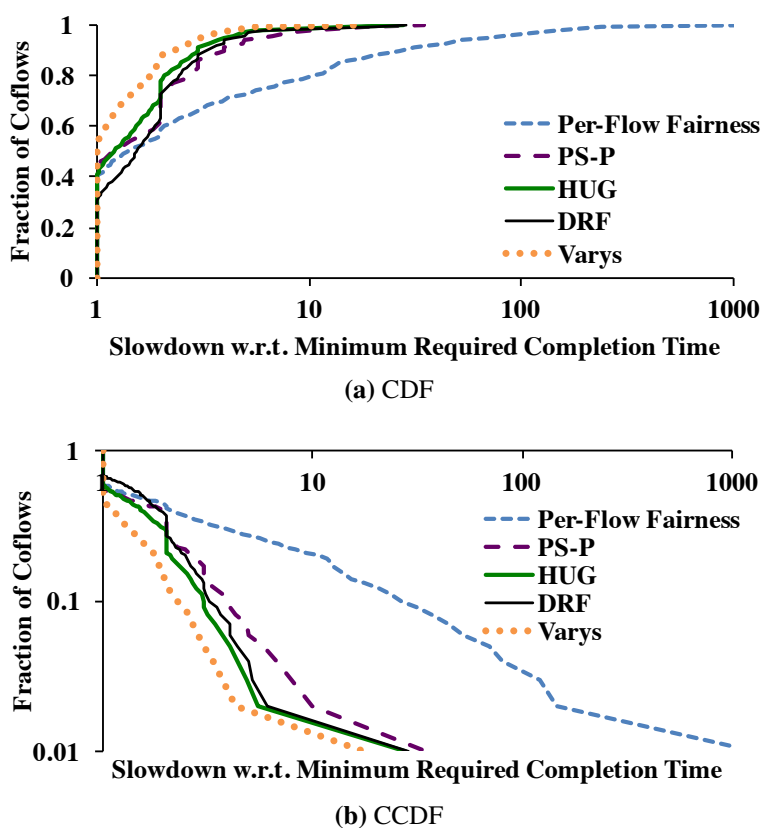 1
0.8
0.6
0.4
0.2
0
Fraction of Coflows
Per-Flow Fairness
PS-P
HUG
DRF
Varys
1 10 100 1000
Slowdown w.r.t. Minimum Required Completion Time
(a) CDF
1
0.1
0.01
Fraction of Coflows
10 100 1000
Per-Flow Fairness
PS-P
HUG
DRF
Varys
Slowdown w.r.t. Minimum Required Completion Time
(b) CCDF